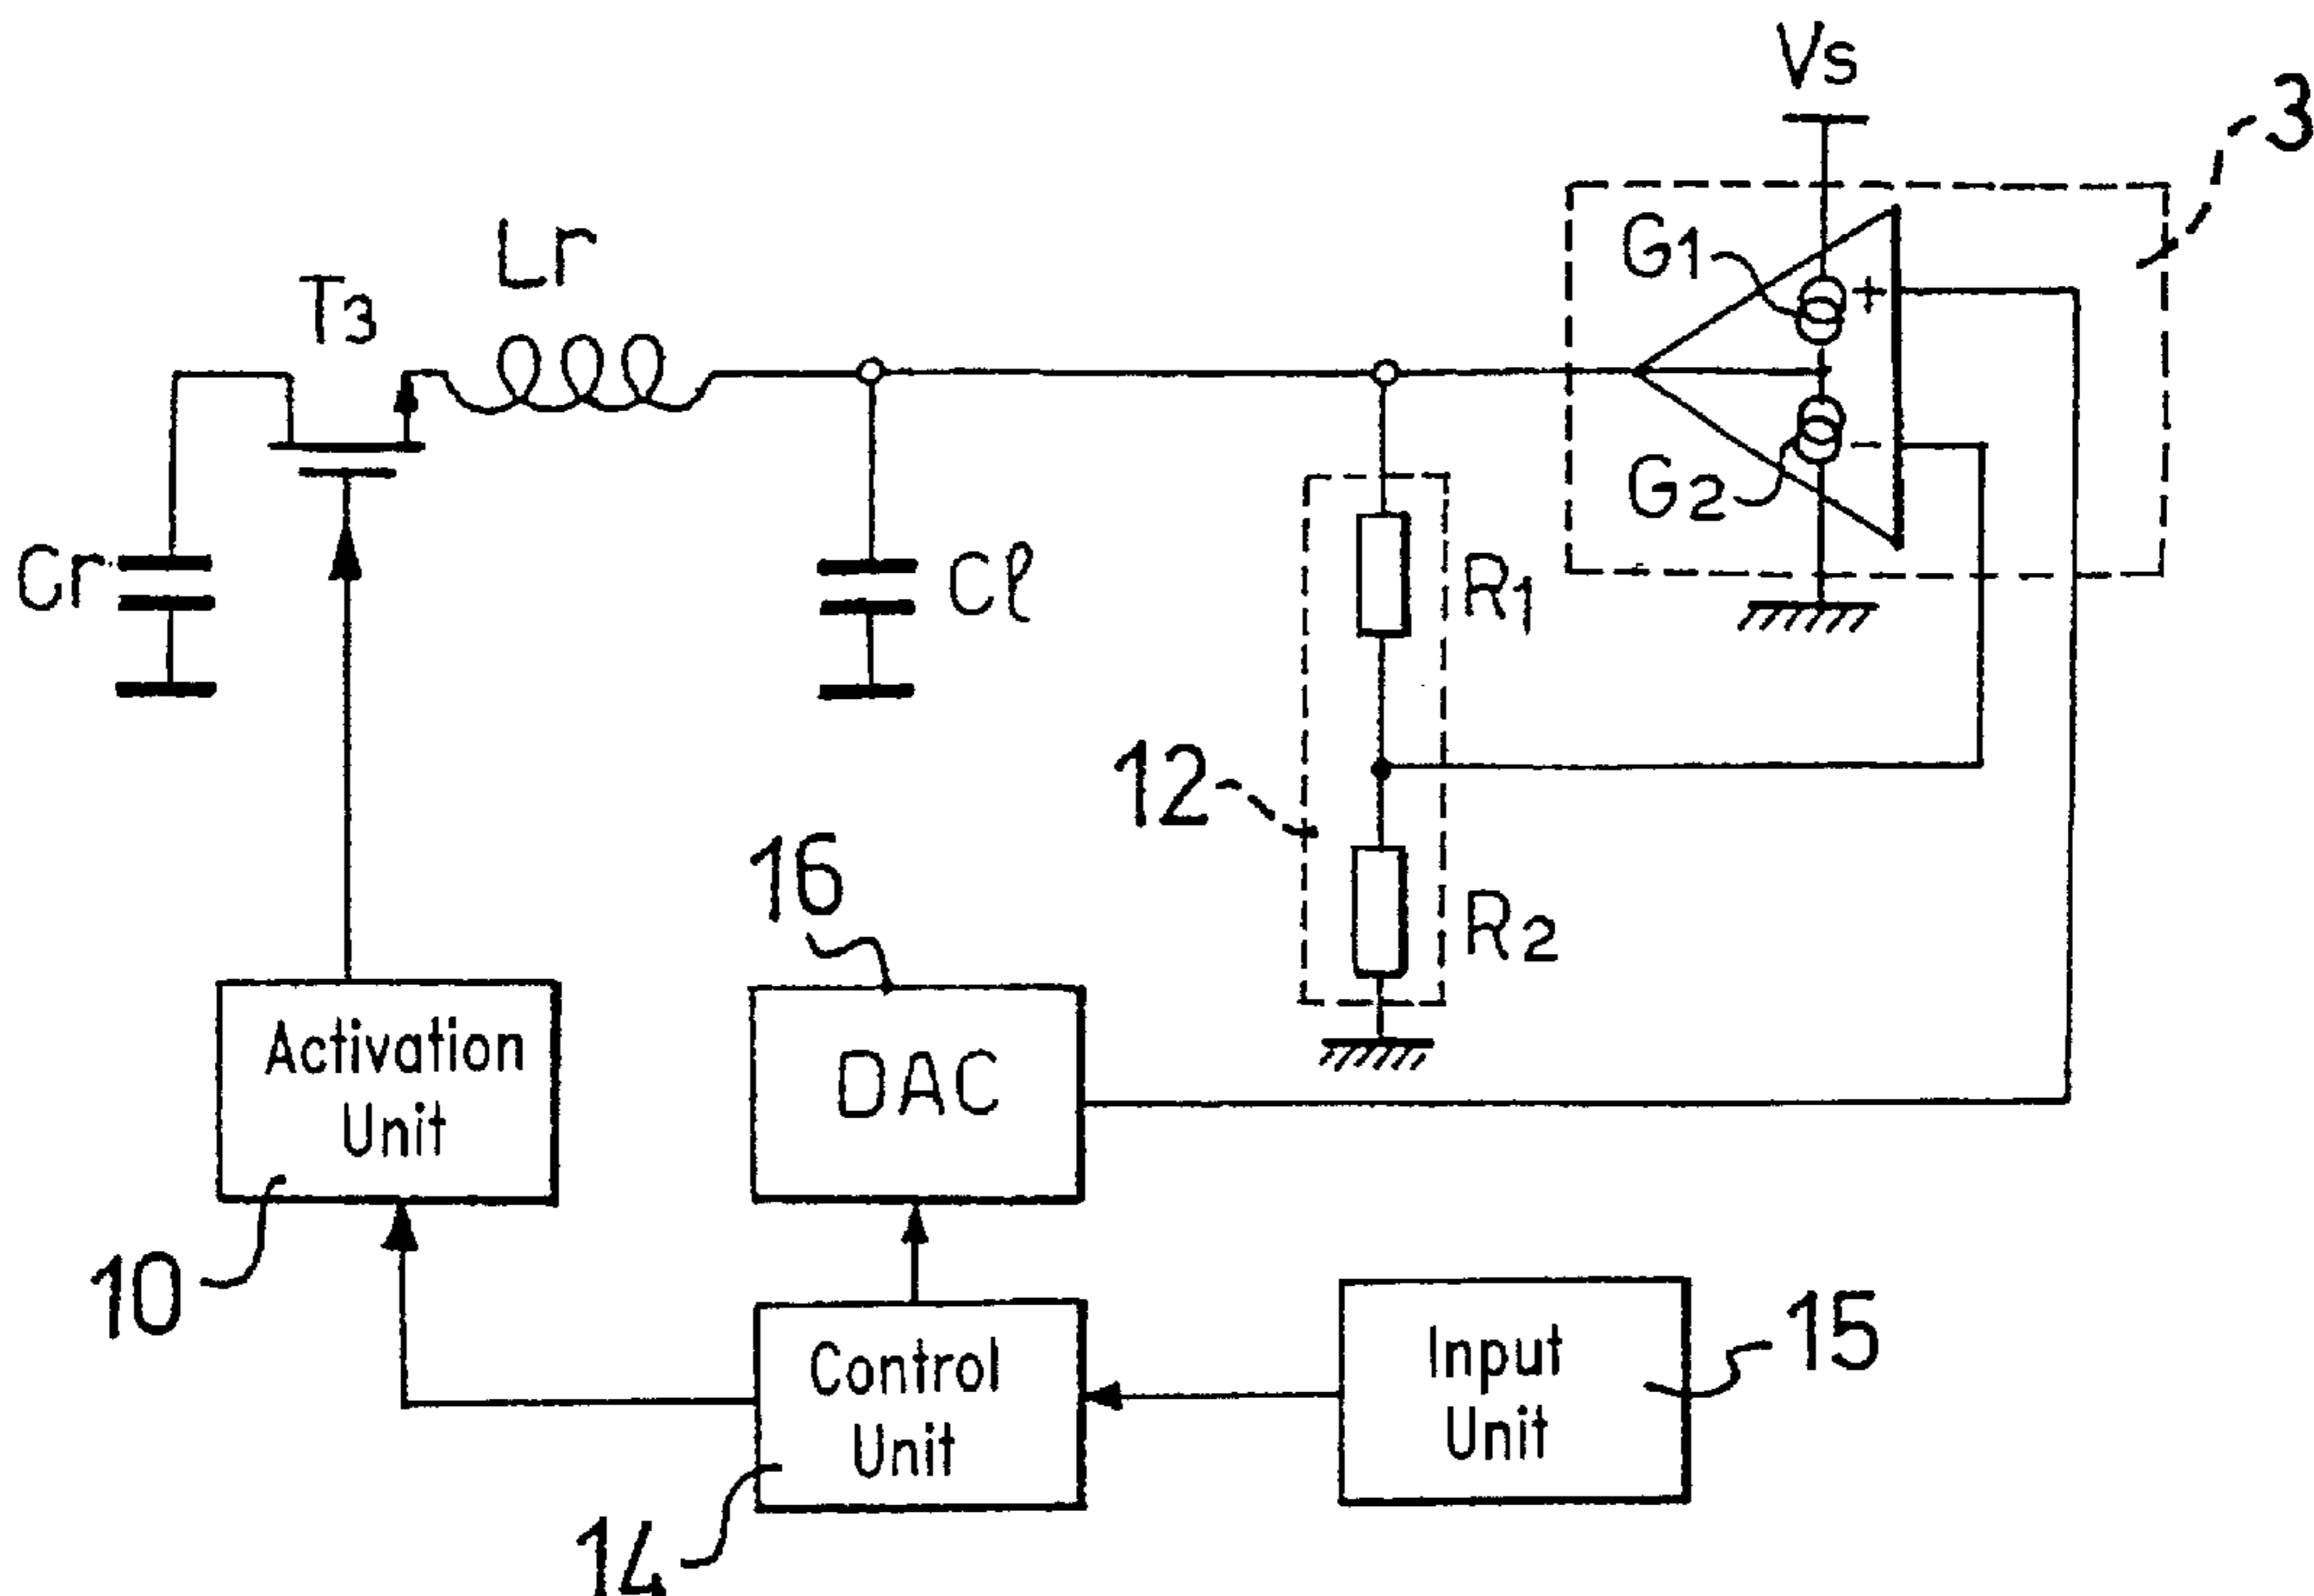 Vs
3
G1
+
Lr
T3
G2
-
Cr
Cℓ
R1
12
16
R2
Activation
Unit
DAC
10
Control
Unit
Input
Unit
15
14